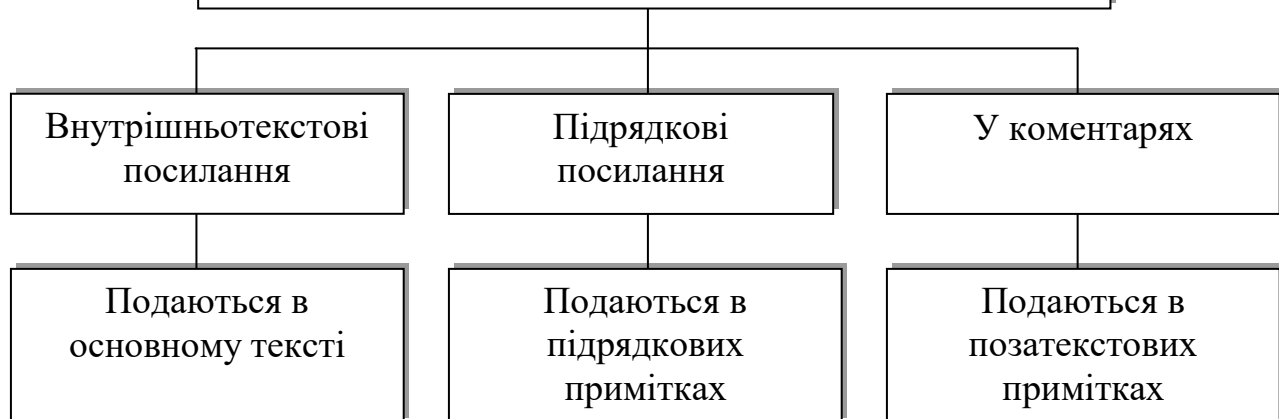 Внутрішньотекстові
посилання
Підрядкові
посилання
У коментарях
Подаються в
основному тексті
Подаються в
підрядкових
примітках
Подаються в
позатекстових
примітках